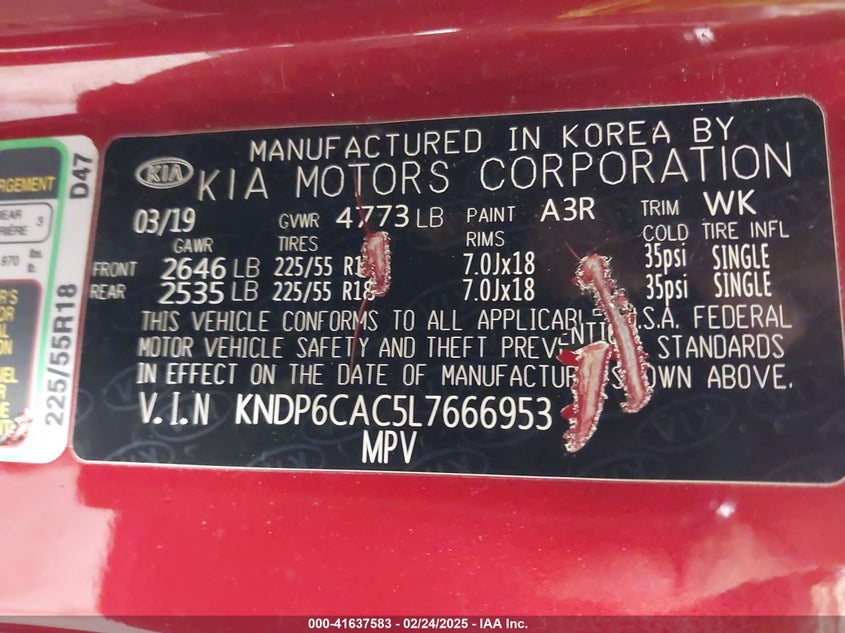 MANUFACTURED IN KOREA BY
KIA KIA MOTORS CORPORATION
03/19 GVWR 4773 LB PAINT A3R TRIM WK
GAWR TIRES RIMS COLD TIRE INFL
FRONT 2646 LB 225/55 7.0Jx18 35psi SINGLE
REAR 2535 LB 225/55 R18 7.0Jx18 35psi SINGLE
THIS VEHICLE CONFORMS TO ALL FEDERAL
MOTOR VEHICLE SAFETY AND THEFT STANDARDS
IN EFFECT ON THE DATE OF ABOVE.
V.I.N KNDP6CAC5L7666953
MPV
D47
225/55R18
3
970 lbs.
000-41637583 - 02/24/2025 - IAA Inc.